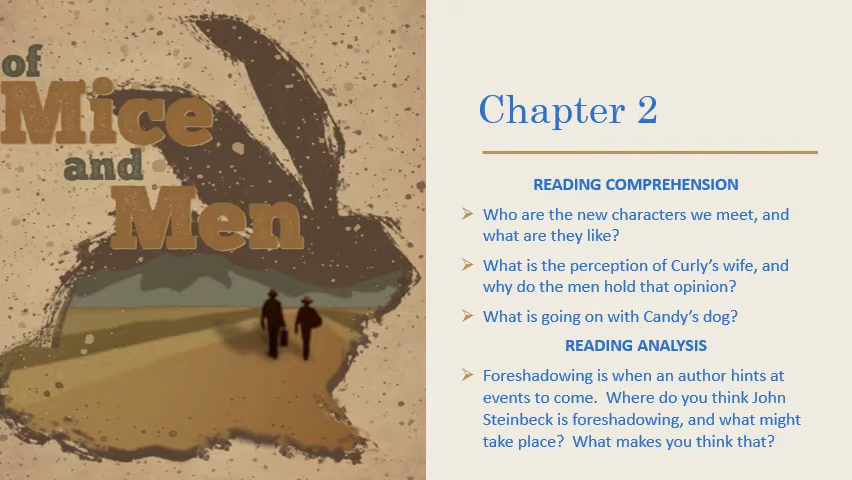 of
Mice
and
Men
Chapter 2
READING COMPREHENSION
Who are the new characters we meet, and
what are they like?
What is the perception of Curly's wife, and
why do the men hold that opinion?
What is going on with Candy's dog?
READING ANALYSIS
Foreshadowing is when an author hints at
events to come.  Where do you think John
Steinbeck is foreshadowing, and what might
take place?  What makes you think that?